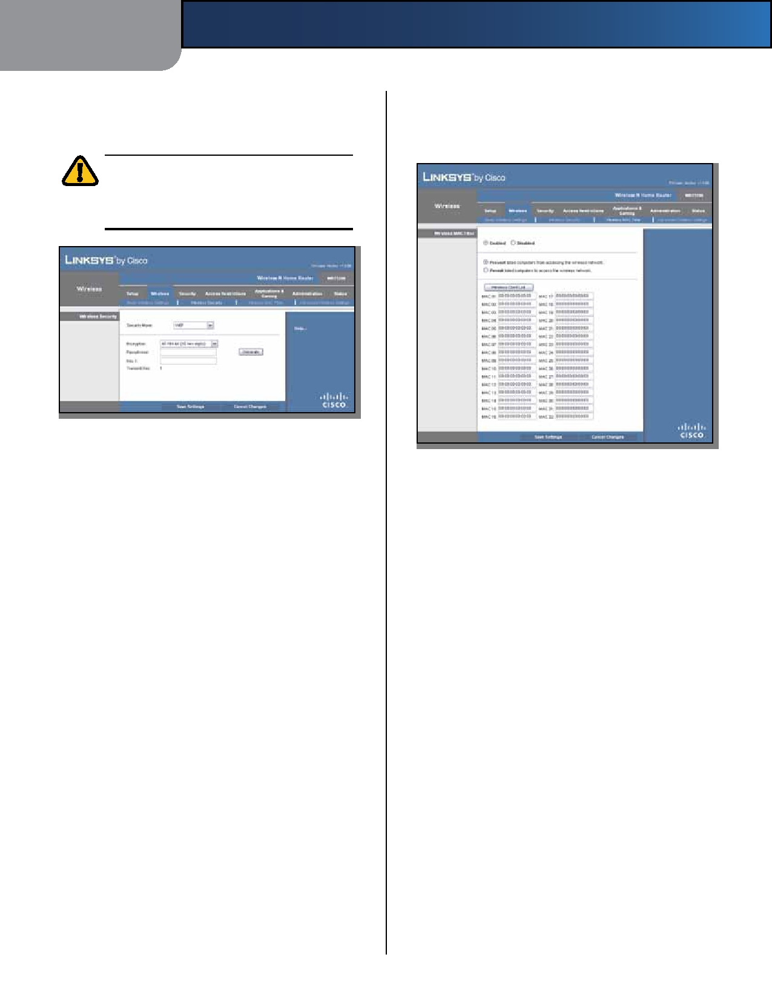 LINKSYS® by Cisco
Wireless N Home Router
Wireless
Setup Wireless Security Access Restrictions Applications & Gaming Administration Status
Wireless Security
Wireless Security
Security Mode: WEP
Help...
Encryption:
Passphrase: Generate
Key 1:
Transmit Key: 1
Save Settings Cancel Changes
CISCO
LINKSYS® by Cisco
Wireless N Home Router
Wireless
Setup Wireless Security Access Restrictions Applications & Gaming Administration Status
Wireless MAC Filter
Wireless MAC Filter
Enabled Disabled
Prevent listed computers from accessing the wireless network.
Permit listed computers to access the wireless network.
Wireless Client List
MAC 01: 00:00:00:00:00:00 MAC 17: 00:00:00:00:00:00
MAC 02: 00:00:00:00:00:00 MAC 18: 00:00:00:00:00:00
MAC 03: 00:00:00:00:00:00 MAC 19: 00:00:00:00:00:00
MAC 04: 00:00:00:00:00:00 MAC 20: 00:00:00:00:00:00
MAC 05: 00:00:00:00:00:00 MAC 21: 00:00:00:00:00:00
MAC 06: 00:00:00:00:00:00 MAC 22: 00:00:00:00:00:00
MAC 07: 00:00:00:00:00:00 MAC 23: 00:00:00:00:00:00
MAC 08: 00:00:00:00:00:00 MAC 24: 00:00:00:00:00:00
MAC 09: 00:00:00:00:00:00 MAC 25: 00:00:00:00:00:00
MAC 10: 00:00:00:00:00:00 MAC 26: 00:00:00:00:00:00
MAC 11: 00:00:00:00:00:00 MAC 27: 00:00:00:00:00:00
MAC 12: 00:00:00:00:00:00 MAC 28: 00:00:00:00:00:00
MAC 13: 00:00:00:00:00:00 MAC 29: 00:00:00:00:00:00
MAC 14: 00:00:00:00:00:00 MAC 30: 00:00:00:00:00:00
MAC 15: 00:00:00:00:00:00 MAC 31: 00:00:00:00:00:00
MAC 16: 00:00:00:00:00:00 MAC 32: 00:00:00:00:00:00
Save Settings Cancel Changes
CISCO